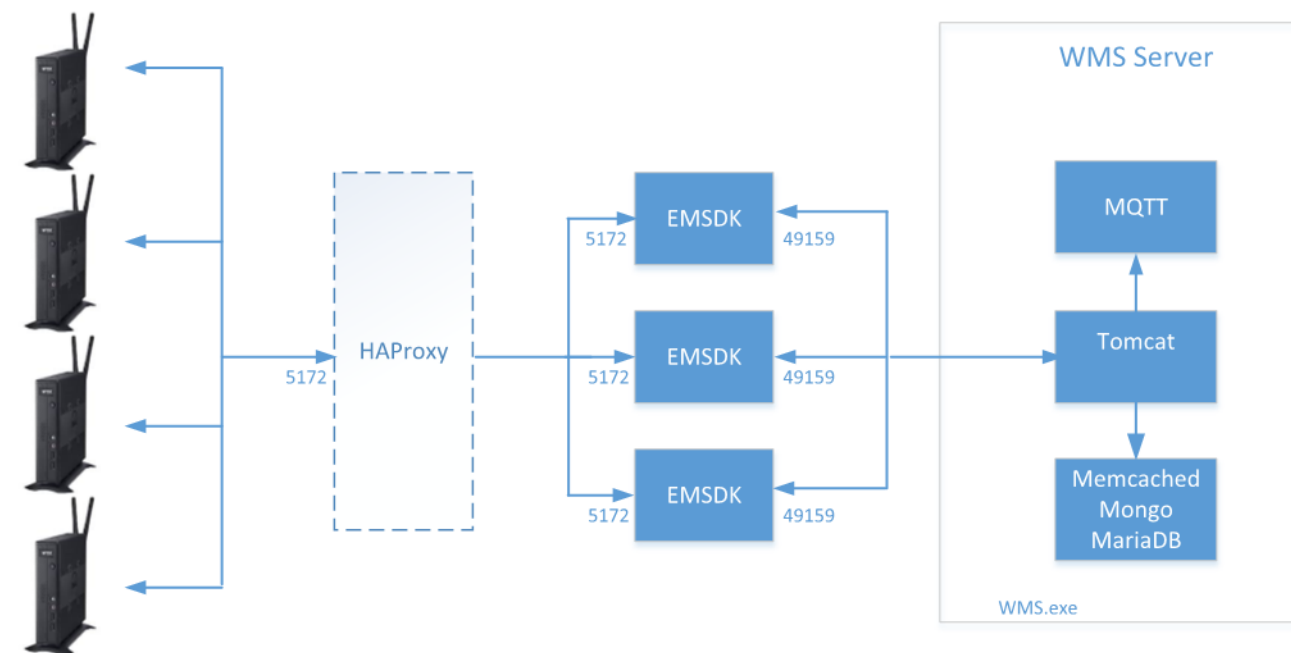 WMS Server
MQTT
EMSDK
5172
49159
HAProxy
5172
EMSDK
5172
49159
Tomcat
EMSDK
5172
49159
Memcached
Mongo
MariaDB
WMS.exe